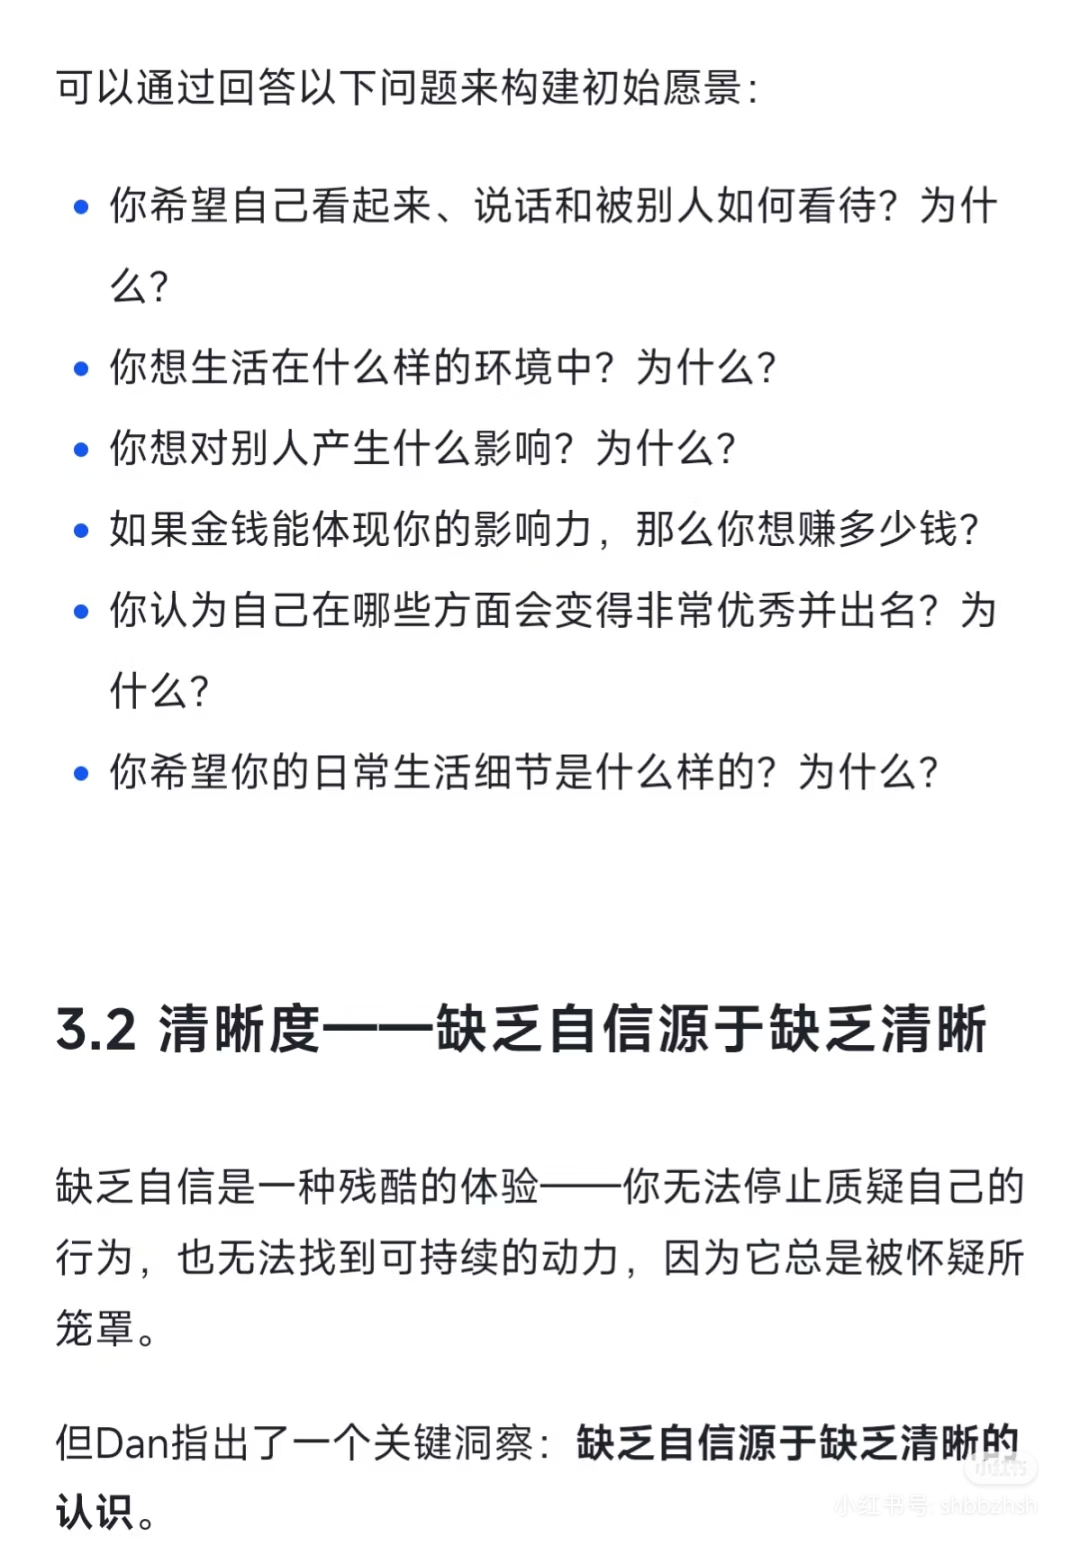 可以通过回答以下问题来构建初始愿景：
你希望自己看起来、说话和被别人如何看待？为什
么？
你想生活在什么样的环境中？为什么？
你想对别人产生什么影响？为什么？
如果金钱能体现你的影响力，那么你想赚多少钱？
你认为自己在哪些方面会变得非常优秀并出名？为
什么？
你希望你的日常生活细节是什么样的？为什么？
3.2 清晰度——缺乏自信源于缺乏清晰
缺乏自信是一种残酷的体验——你无法停止质疑自己的
行为，也无法找到可持续的动力，因为它总是被怀疑所
笼罩。
但Dan指出了一个关键洞察：缺乏自信源于缺乏清晰的
认识。
小红书
小红书号: shbbzhsh